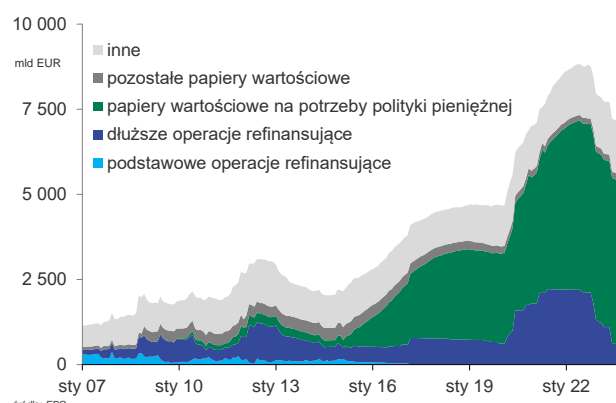 10 000
mld EUR
inne
pozostałe papiery wartościowe
7 500
papiery wartościowe na potrzeby polityki pieniężnej
dłuższe operacje refinansujące
podstawowe operacje refinansujące
5 000
2 500
0
sty 07
sty 10
sty 13
sty 16
sty 19
sty 22